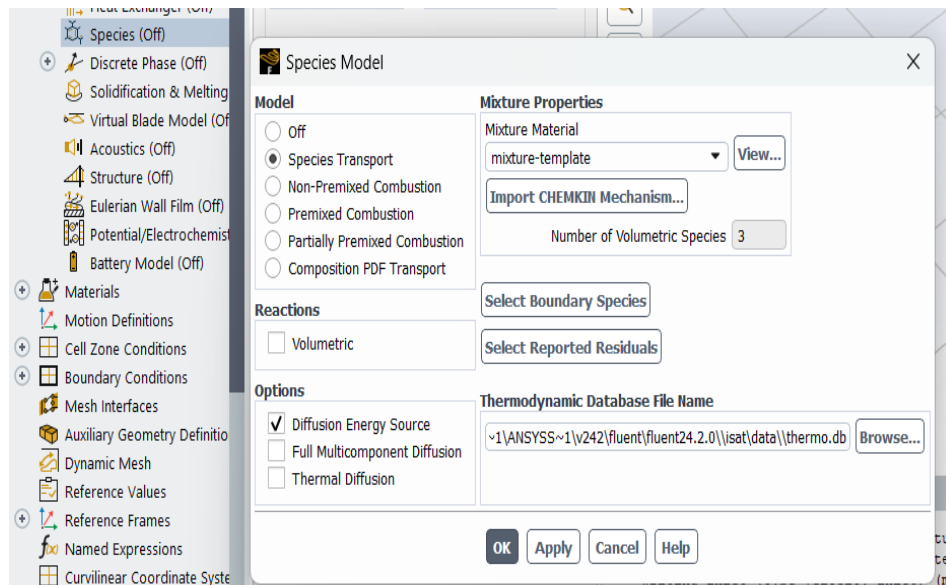 Heat Exchanger (Off)
Species (Off)
Discrete Phase (Off)
Solidification & Melting
Virtual Blade Model (Of
Acoustics (Off)
Structure (Off)
Eulerian Wall Film (Off)
Potential/Electrochemist
Battery Model (Off)
Materials
Motion Definitions
Cell Zone Conditions
Boundary Conditions
Mesh Interfaces
Auxiliary Geometry Definitio
Dynamic Mesh
Reference Values
Reference Frames
Named Expressions
Curvilinear Coordinate Syste
Species Model
Model
Off
Species Transport
Non-Premixed Combustion
Premixed Combustion
Partially Premixed Combustion
Composition PDF Transport
Reactions
Volumetric
Options
Diffusion Energy Source
Full Multicomponent Diffusion
Thermal Diffusion
Mixture Properties
Mixture Material
mixture-template
View...
Import CHEMKIN Mechanism...
Number of Volumetric Species 3
Select Boundary Species
Select Reported Residuals
Thermodynamic Database File Name
~1\ANSYSS~1\v242\fluent\fluent24.2.0\\isat\data\\thermo.db Browse...
OK Apply Cancel Help